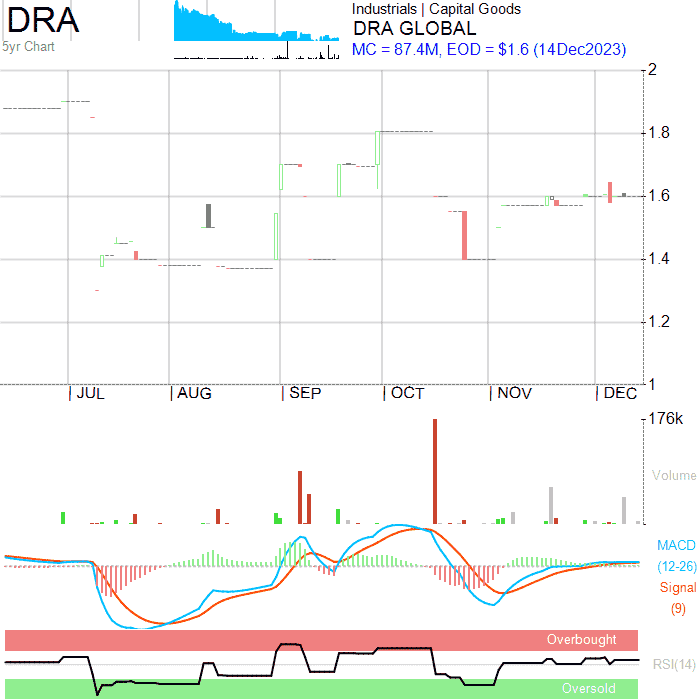 DRA
5yr Chart
Industrials | Capital Goods
DRA GLOBAL
MC = 87.4M, EOD = $1.6 (14Dec2023)
2
1.8
1.6
1.4
1.2
1
| JUL | AUG | SEP | OCT | NOV | DEC
176k
Volume
MACD
(12-26)
Signal
(9)
Overbought
RSI(14)
Oversold